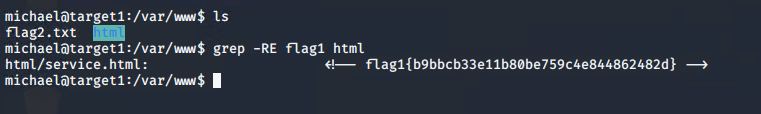 michael@target1:/var/www$ ls
flag2.txt  html
michael@target1:/var/www$ grep -RE flag1 html
html/service.html:                       <!-- flag1{b9bbcb33e11b80be759c4e844862482d} -->
michael@target1:/var/www$